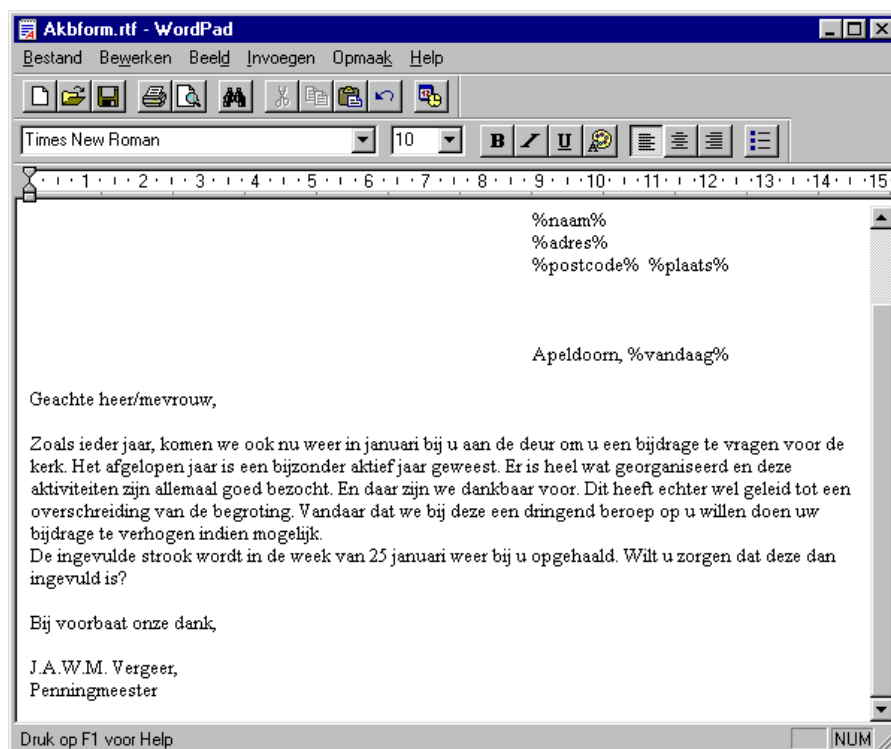 Akbform.rtf - WordPad
Bestand Bewerken Beeld Invoegen Opmaak Help
Times New Roman 10 B I U
1 2 3 4 5 6 7 8 9 10 11 12 13 14 15
%naam%
%adres%
%postcode% %plaats%
Apeldoorn, %vandaag%
Geachte heer/mevrouw,
Zoals ieder jaar, komen we ook nu weer in januari bij u aan de deur om u een bijdrage te vragen voor de
kerk. Het afgelopen jaar is een bijzonder aktief jaar geweest. Er is heel wat georganiseerd en deze
aktiviteiten zijn allemaal goed bezocht. En daar zijn we dankbaar voor. Dit heeft echter wel geleid tot een
overschreiding van de begroting. Vandaar dat we bij deze een dringend beroep op u willen doen uw
bijdrage te verhogen indien mogelijk.
De ingevulde strook wordt in de week van 25 januari weer bij u opgehaald. Wilt u zorgen dat deze dan
ingevuld is?
Bij voorbaat onze dank,
J.A.W.M. Vergeer,
Penningmeester
Druk op F1 voor Help NUM